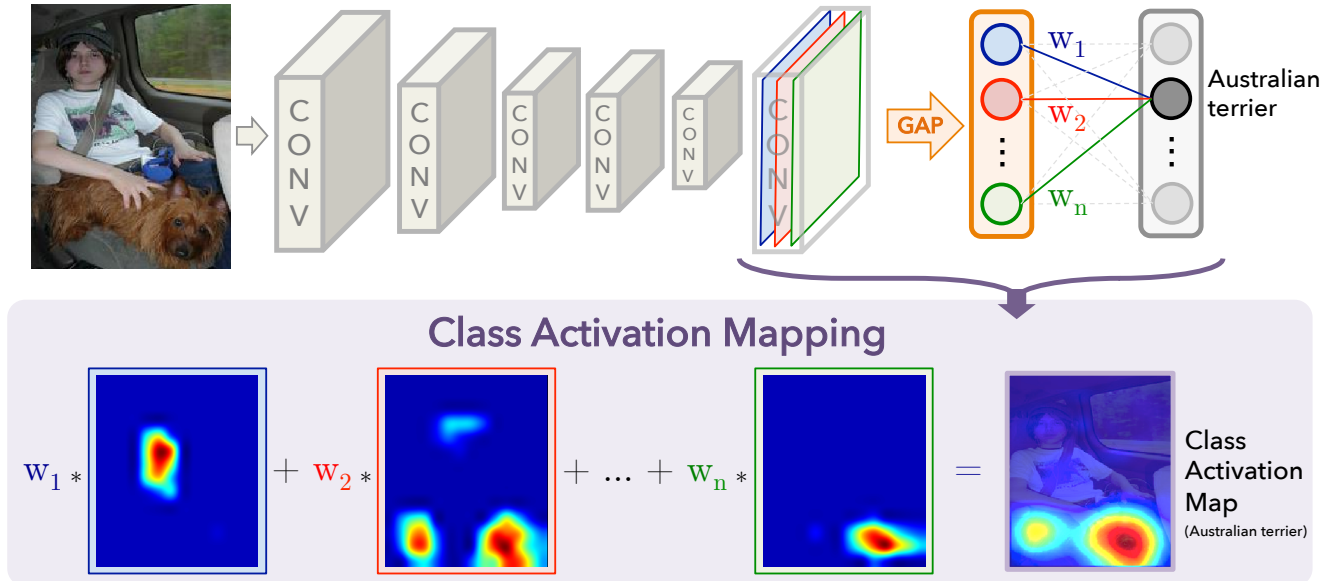 CONV
CONV
CONV
CONV
CONV
CONV
GAP
w1
w2
⋮
wn
⋮
Australian
terrier
Class Activation Mapping
w1 * + w2 * + ... + wn * =
Class
Activation
Map
(Australian terrier)